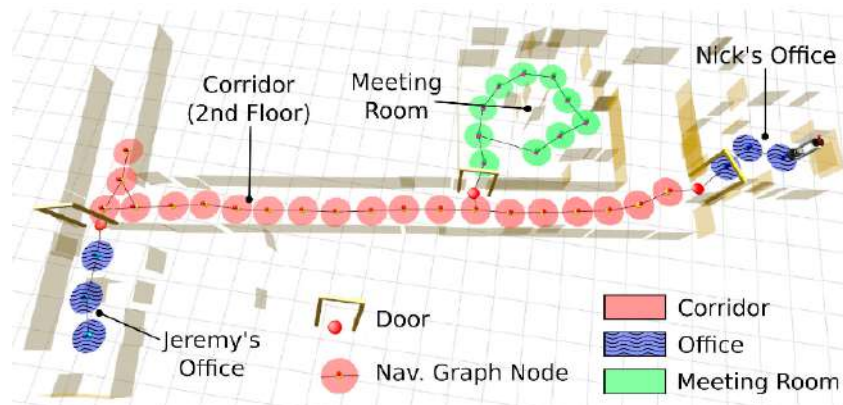 Corridor
(2nd Floor)
Meeting
Room
Nick's Office
Jeremy's
Office
Door
Nav. Graph Node
Corridor
Office
Meeting Room